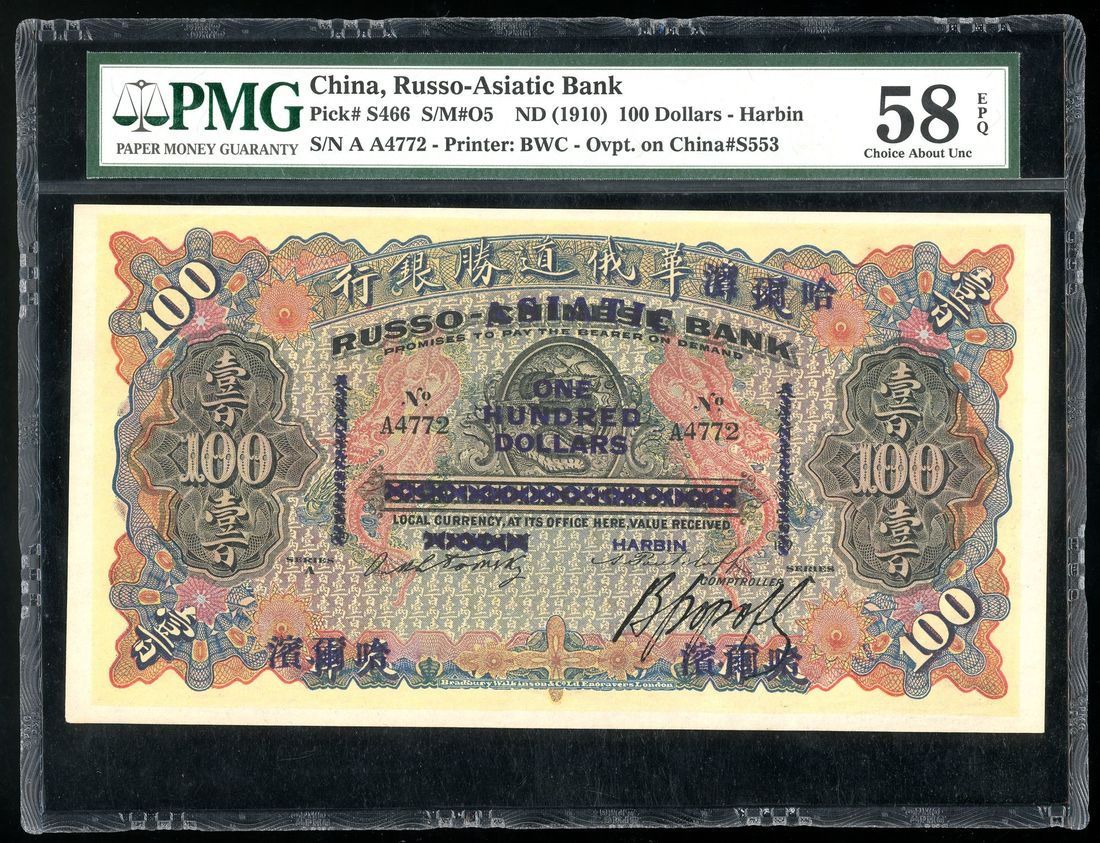 PMG
PAPER MONEY GUARANTY
China, Russo-Asiatic Bank
Pick# S466 S/M#O5 ND (1910) 100 Dollars - Harbin
S/N A A4772 - Printer: BWC - Ovpt. on China#S553
58
EPQ
Choice About Unc
行銀勝道俄華
哈爾濱
100
壹百
RUSSO-ASIATIC BANK
PROMISES TO PAY THE BEARER ON DEMAND
ONE
HUNDRED
DOLLARS
No
A4772
No
A4772
壹百
100
壹百
壹百
100
壹百
LOCAL CURRENCY, AT ITS OFFICE HERE, VALUE RECEIVED
HARBIN
SERIES
A
COMPTROLLER
SERIES
A
壹百
100
濱爾哈
濱爾哈
Bradbury Wilkinson & Co Ld Engravers London